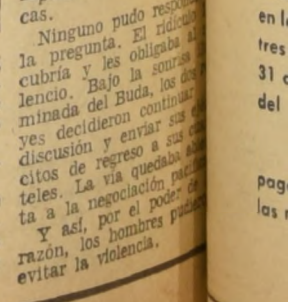 cas.
Ninguno pudo
la pregunta. El ridículo
cubría y les obligaba al
lencio. Bajo la sonrisa
minada del Buda, los dos
yes decidieron continuar
discusión y enviar sus
citos de regreso a sus
teles. La vía quedaba
ta a la negociación
Y así, por el poder de
razón, los hombres
evitar la violencia.
en l
tres
31 d
del
pag
las